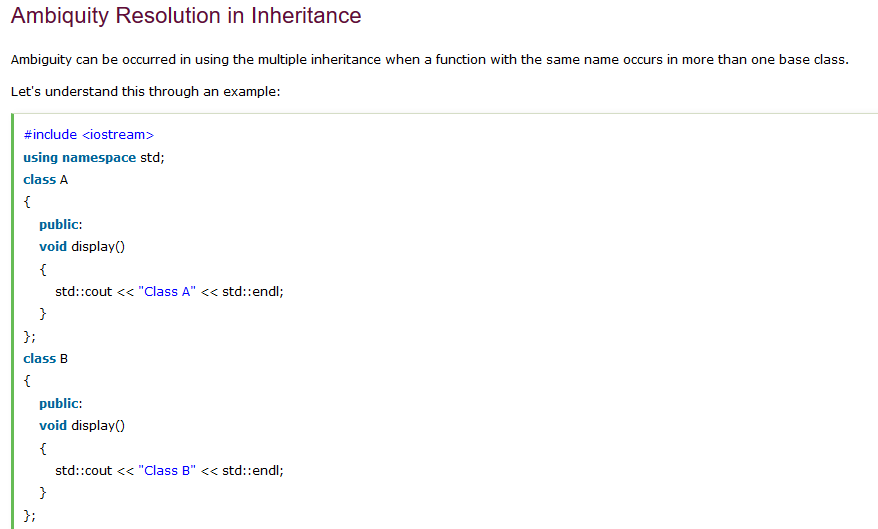 Ambiquity Resolution in Inheritance
Ambiguity can be occurred in using the multiple inheritance when a function with the same name occurs in more than one base class.
Let's understand this through an example:
#include <iostream>
using namespace std;
class A
{
public:
void display()
{
std::cout << "Class A" << std::endl;
}
};
class B
{
public:
void display()
{
std::cout << "Class B" << std::endl;
}
};